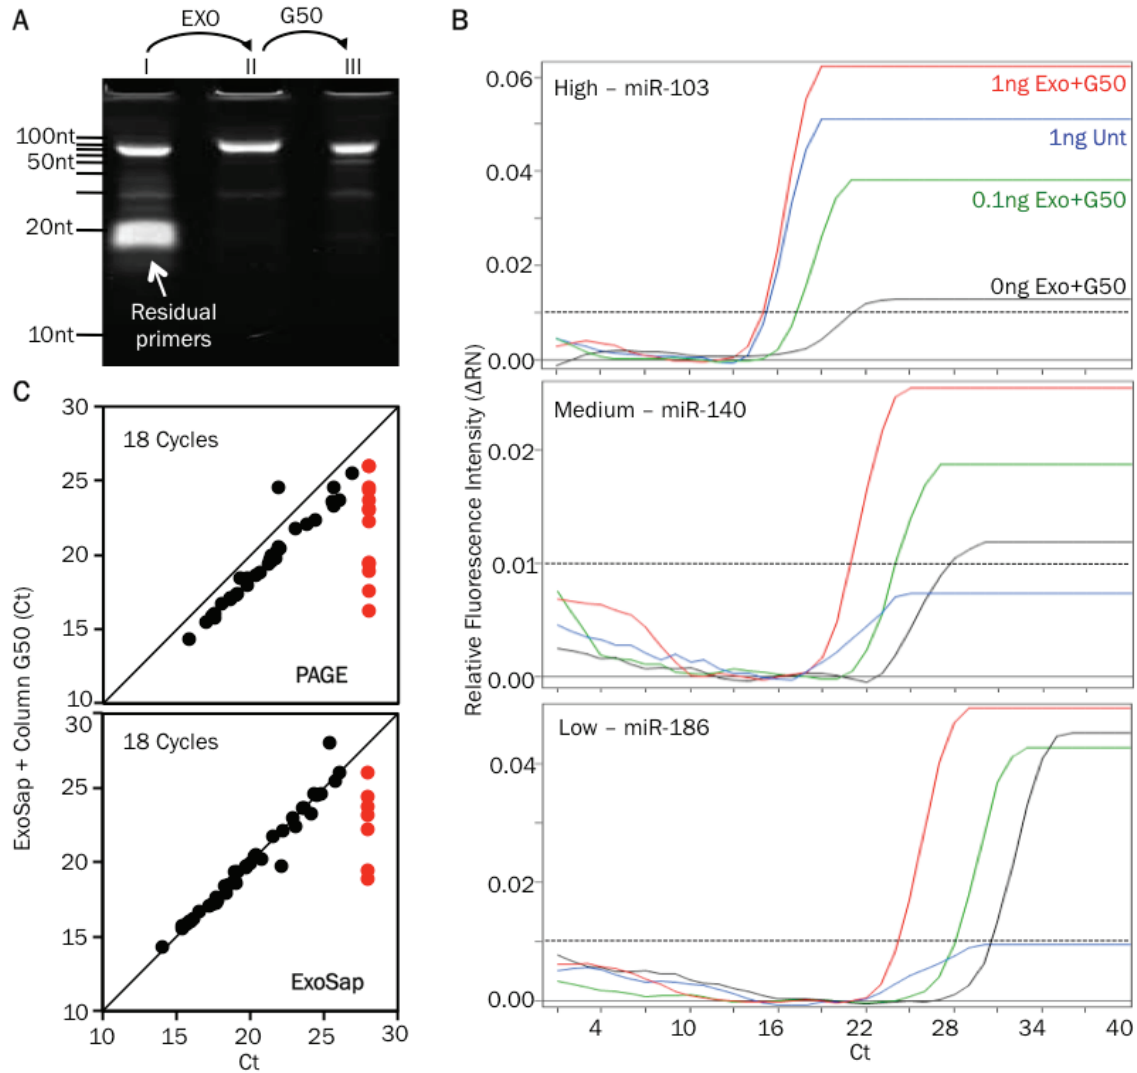 A
EXO
G50
I
II
III
100nt
50nt
20nt
10nt
Residual
primers
B
Relative Fluorescence Intensity (ΔRN)
High – miR-103
1ng Exo+G50
1ng Unt
0.1ng Exo+G50
0ng Exo+G50
0.06
0.04
0.02
0.00
Medium – miR-140
0.02
0.01
0.00
Low – miR-186
0.04
0.02
0.00
4
10
16
22
28
34
40
Ct
C
ExoSap + Column G50 (Ct)
30
25
20
15
10
18 Cycles
PAGE
30
25
20
15
10
18 Cycles
ExoSap
10
15
20
25
30
Ct